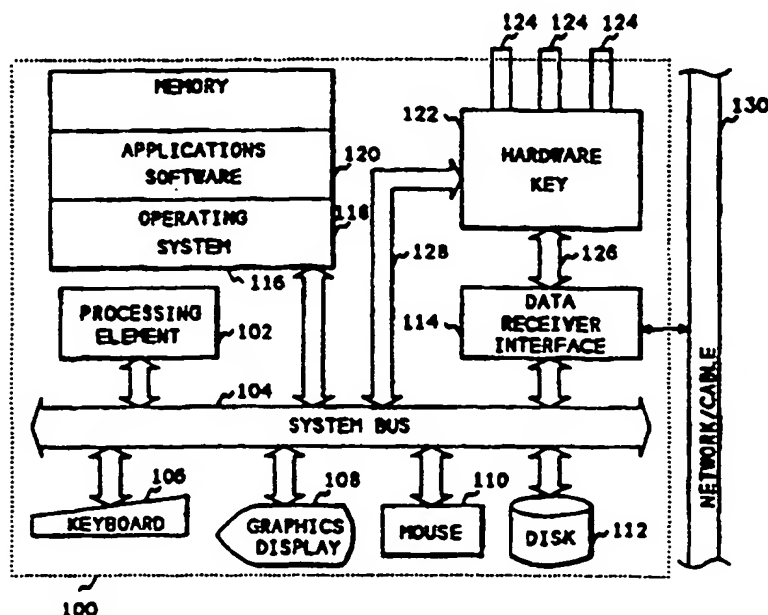 124 124 124
MEMORY
122
130
APPLICATIONS
SOFTWARE
120
HARDWARE
KEY
OPERATING
SYSTEM
118
128
126
116
PROCESSING
ELEMENT
102
114
DATA
RECEIVER
INTERFACE
104
SYSTEM BUS
NETWORK/CABLE
106
KEYBOARD
108
GRAPHICS
DISPLAY
110
MOUSE
DISK
112
100